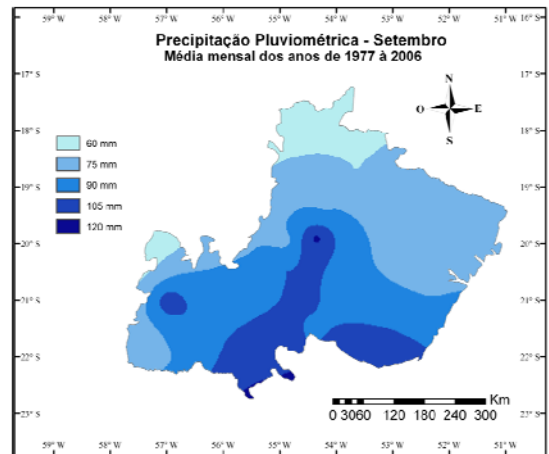 59° W 58° W 57° W 56° W 55° W 54° W 53° W 52° W 51° W 16° S
Precipitação Pluviométrica - Setembro
Média mensal dos anos de 1977 à 2006
17° S 17° S
N
O E
S
18° S 18° S
60 mm
75 mm
90 mm
105 mm
120 mm
19° S 19° S
20° S 20° S
21° S 21° S
22° S 22° S
Km
0 30 60 120 180 240 300
23° S 23° S
59° W 58° W 57° W 56° W 55° W 54° W 53° W 52° W 51° W